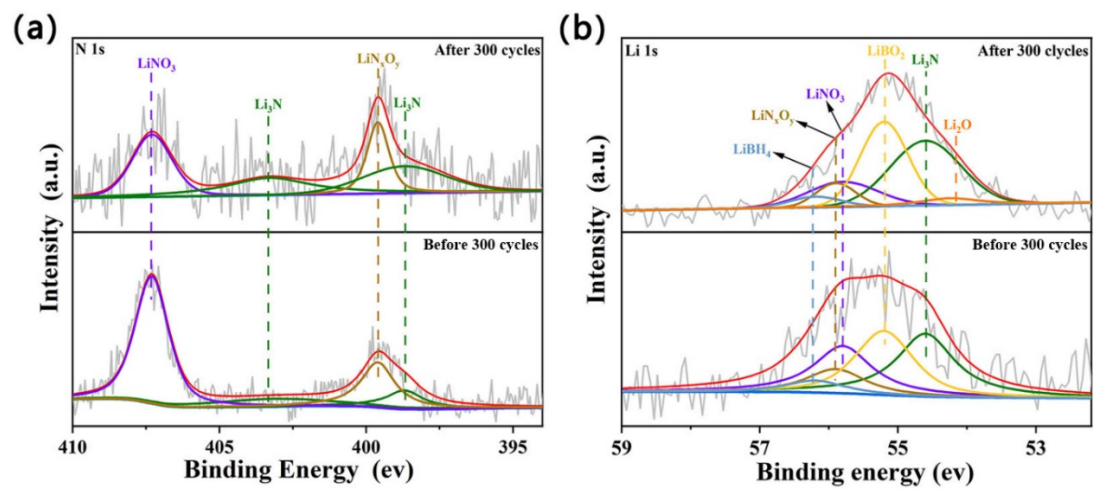 (a)
N 1s
After 300 cycles
LiNO₃
Li₃N
LiNₓOᵧ
Li₃N
Before 300 cycles
Intensity (a.u.)
410
405
400
395
Binding Energy (ev)
(b)
Li 1s
After 300 clycles
LiBO₂
Li₃N
LiNO₃
LiNₓOᵧ
Li₂O
LiBH₄
Before 300 cycles
Intensity (a.u.)
59
57
55
53
Binding energy (ev)